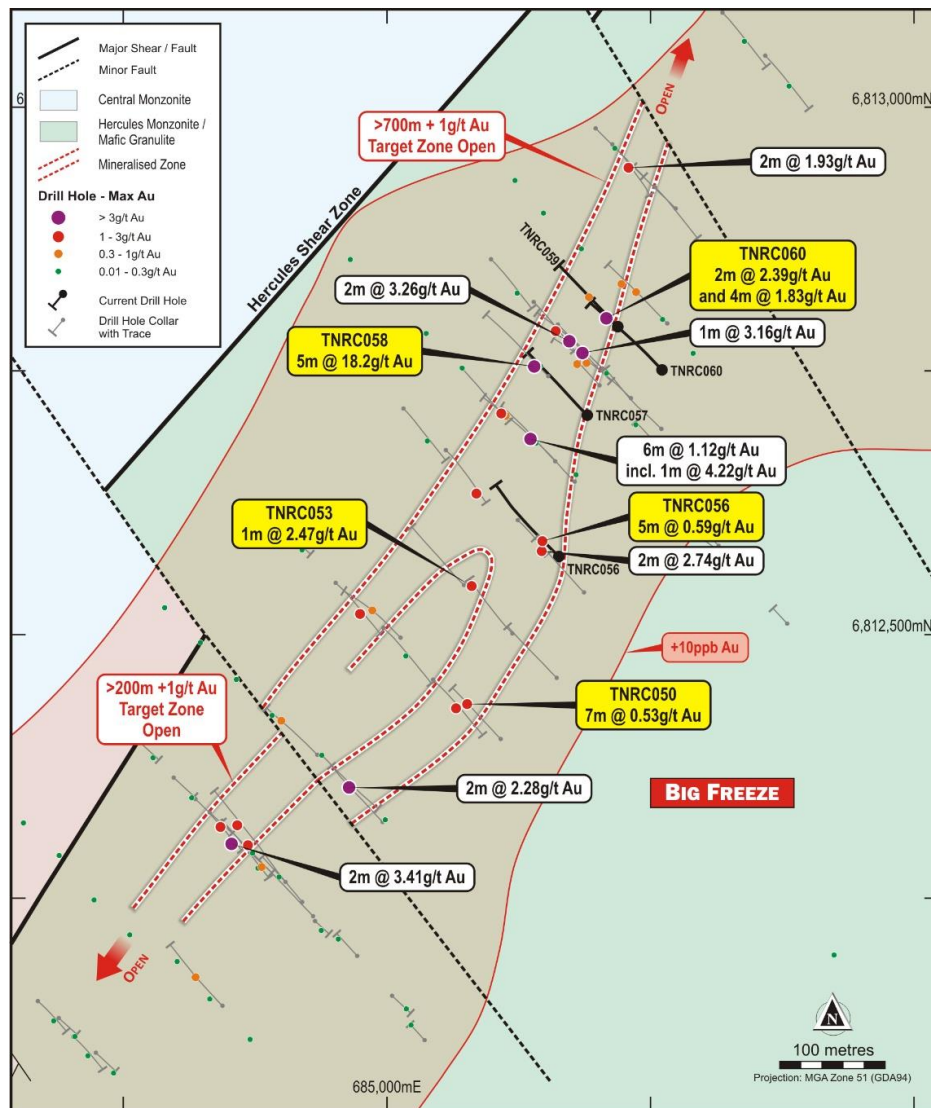 Major Shear / Fault
Minor Fault
Central Monzonite
Hercules Monzonite /
Mafic Granulite
Mineralised Zone
Drill Hole - Max Au
> 3g/t Au
1 - 3g/t Au
0.3 - 1g/t Au
0.01 - 0.3g/t Au
Current Drill Hole
Drill Hole Collar
with Trace
6
6,813,000mN
OPEN
>700m + 1g/t Au
Target Zone Open
2m @ 1.93g/t Au
Hercules Shear Zone
TNRC059
TNRC060
2m @ 2.39g/t Au
and 4m @ 1.83g/t Au
2m @ 3.26g/t Au
1m @ 3.16g/t Au
TNRC058
5m @ 18.2g/t Au
TNRC060
TNRC057
6m @ 1.12g/t Au
incl. 1m @ 4.22g/t Au
TNRC053
1m @ 2.47g/t Au
TNRC056
5m @ 0.59g/t Au
2m @ 2.74g/t Au
TNRC056
6,812,500mN
+10ppb Au
>200m +1g/t Au
Target Zone
Open
TNRC050
7m @ 0.53g/t Au
2m @ 2.28g/t Au
BIG FREEZE
2m @ 3.41g/t Au
OPEN
N
100 metres
Projection: MGA Zone 51 (GDA94)
685,000mE